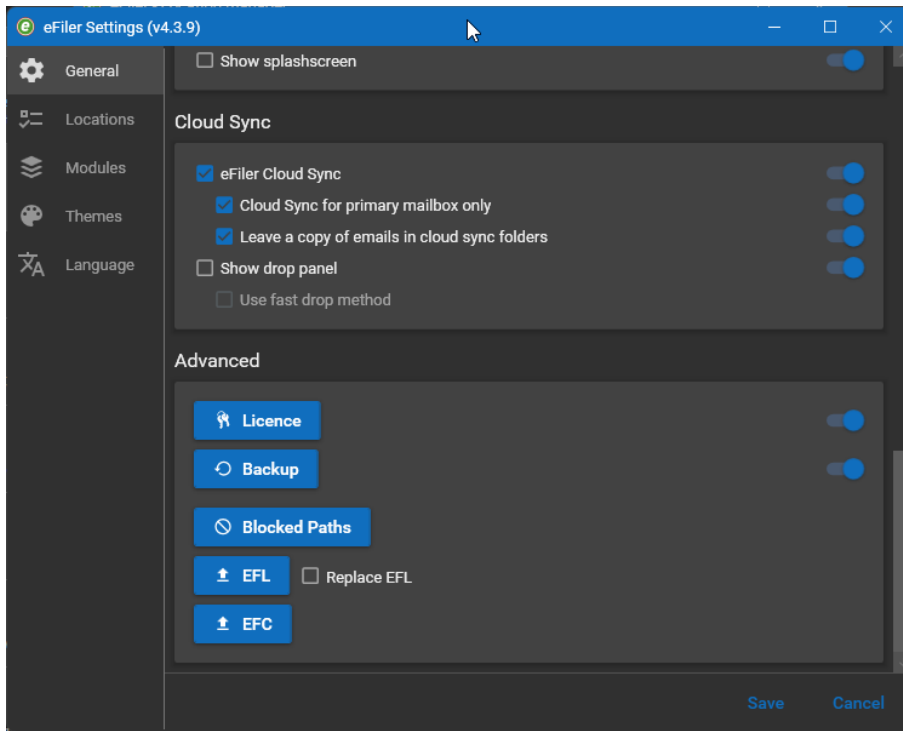 eFiler Settings (v4.3.9)
General
Locations
Modules
Themes
Language
Show splashscreen
Cloud Sync
eFiler Cloud Sync
Cloud Sync for primary mailbox only
Leave a copy of emails in cloud sync folders
Show drop panel
Use fast drop method
Advanced
Licence
Backup
Blocked Paths
EFL Replace EFL
EFC
Save Cancel